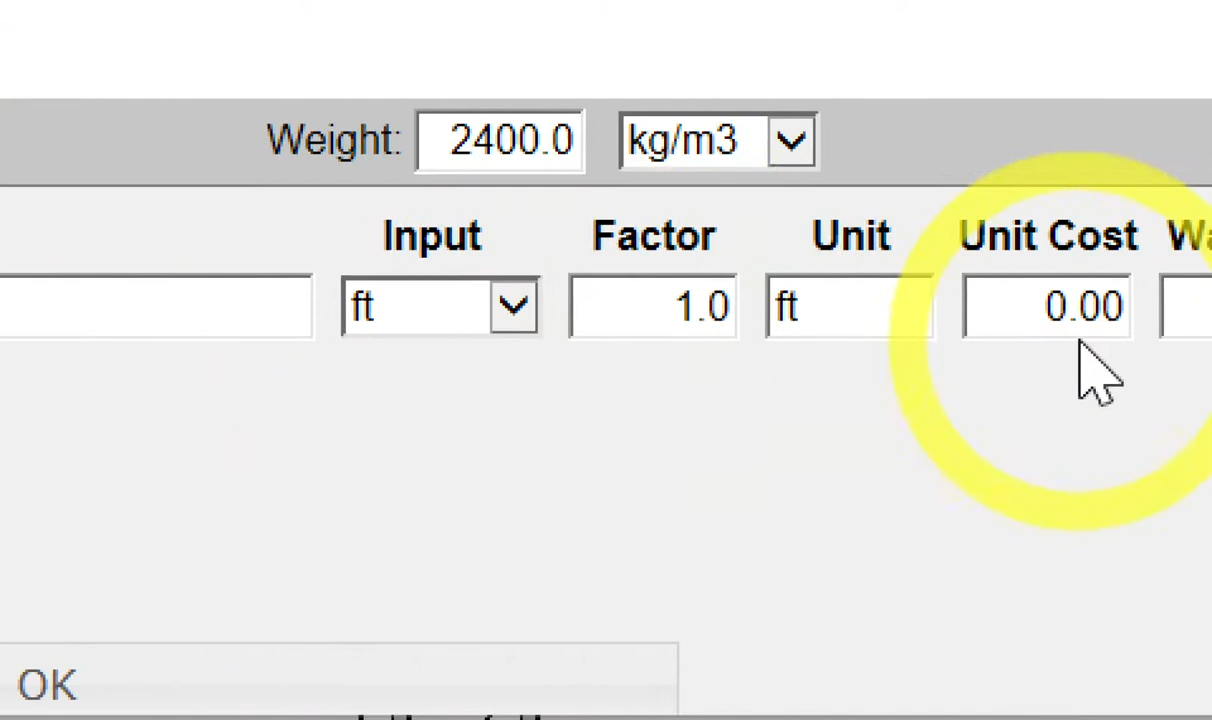 Weight: 2400.0 kg/m3
Input Factor Unit Unit Cost
ft 1.0 ft 0.00
OK